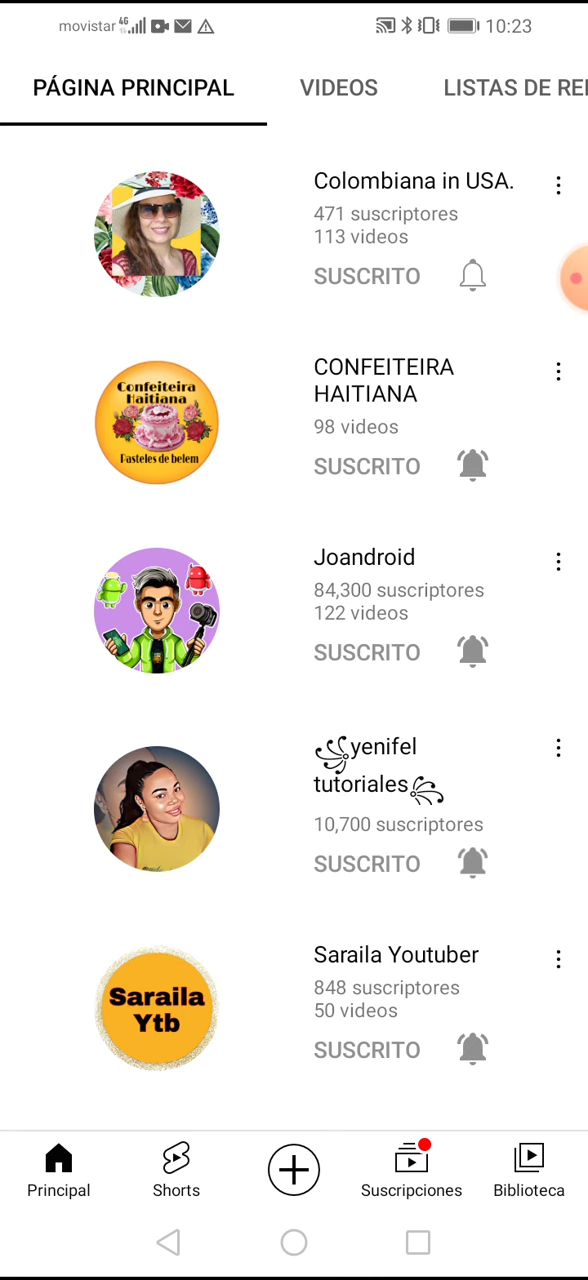 movistar 4G 10:23
PÁGINA PRINCIPAL VIDEOS LISTAS DE RE
Colombiana in USA.
471 suscriptores
113 videos
SUSCRITO
Confeiteira
Haitiana
Pasteles de belem
CONFEITEIRA
HAITIANA
98 videos
SUSCRITO
Joandroid
84,300 suscriptores
122 videos
SUSCRITO
yenifel
tutoriales
10,700 suscriptores
SUSCRITO
Saraila
Ytb
Saraila Youtuber
848 suscriptores
50 videos
SUSCRITO
Principal Shorts Suscripciones Biblioteca